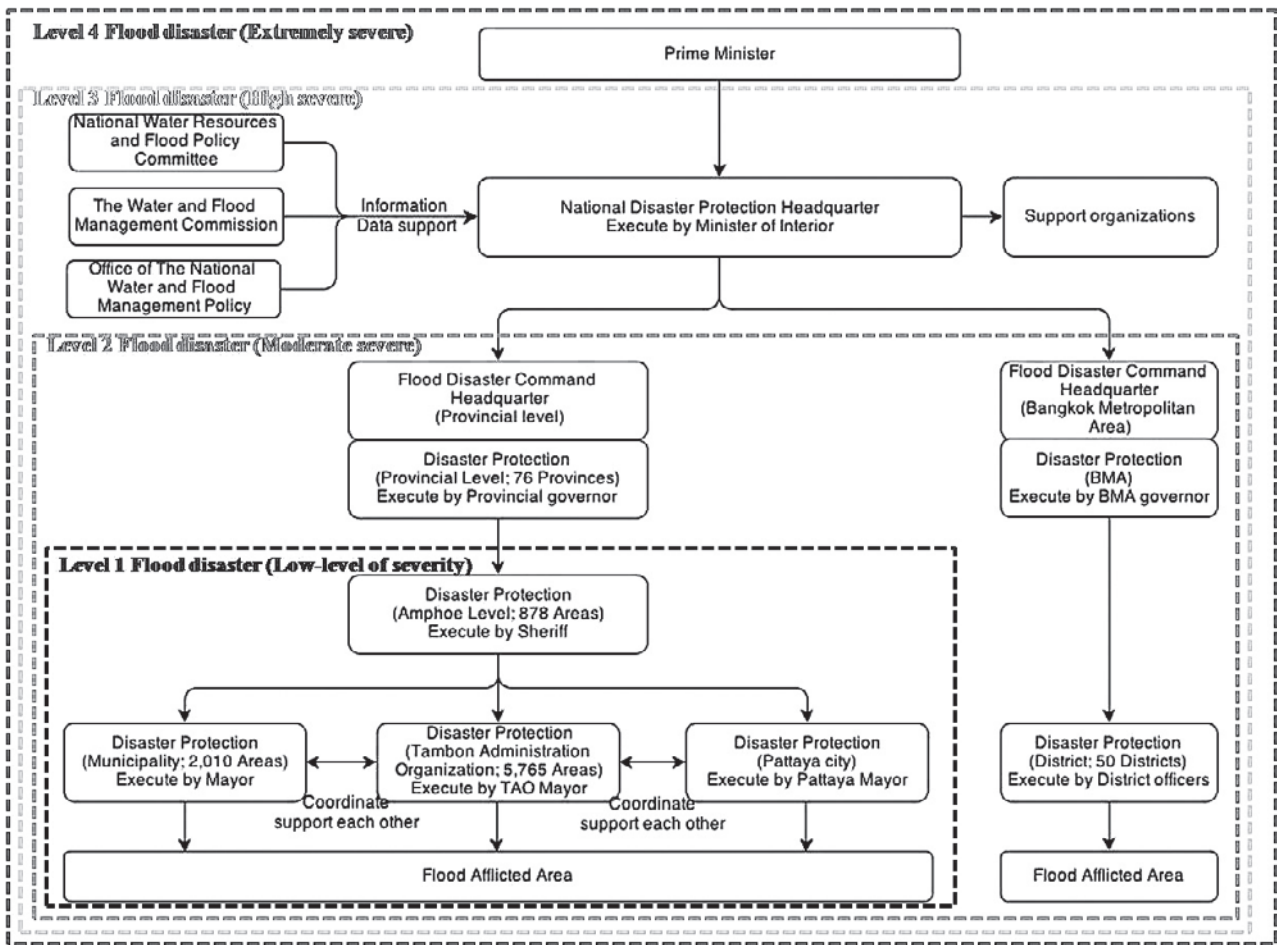 Level 4 Flood disaster (Extremely severe)
Prime Minister
Level 3 Flood disaster (High severe)
National Water Resources
and Flood Policy
Committee
The Water and Flood
Management Commission
Office of The National
Water and Flood
Management Policy
Information
Data support
National Disaster Protection Headquarter
Execute by Minister of Interior
Support organizations
Level 2 Flood disaster (Moderate severe)
Flood Disaster Command
Headquarter
(Provincial level)
Disaster Protection
(Provincial Level; 76 Provinces)
Execute by Provincial governor
Flood Disaster Command
Headquarter
(Bangkok Metropolitan
Area)
Disaster Protection
(BMA)
Execute by BMA governor
Level 1 Flood disaster (Low-level of severity)
Disaster Protection
(Amphoe Level; 878 Areas)
Execute by Sheriff
Disaster Protection
(Municipality; 2,010 Areas)
Execute by Mayor
Disaster Protection
(Tambon Administration
Organization; 5,765 Areas)
Execute by TAO Mayor
Disaster Protection
(Pattaya city)
Execute by Pattaya Mayor
Disaster Protection
(District; 50 Districts)
Execute by District officers
Coordinate
support each other
Coordinate
support each other
Flood Afflicted Area
Flood Afflicted Area